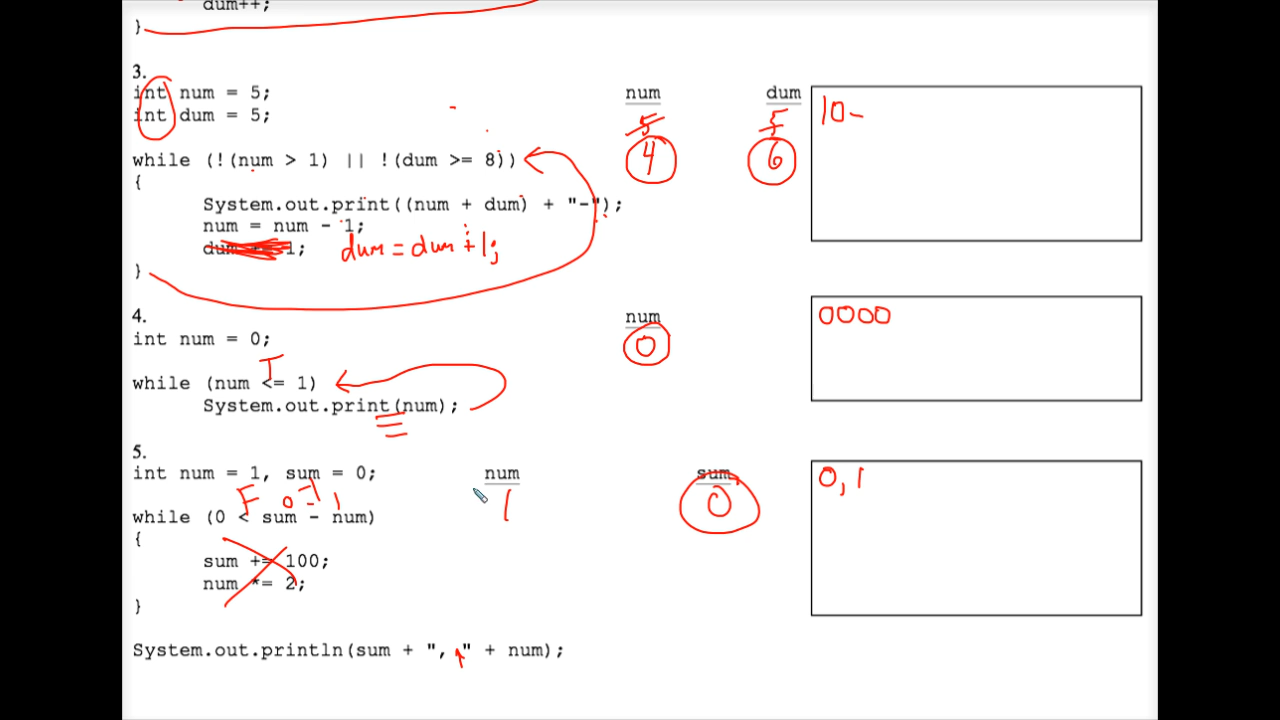 dum++;
}
3.
int num = 5; num dum
int dum = 5; 5 5 10-
while (!(num > 1) || !(dum >= 8)) 4 6
{
System.out.print((num + dum) + "-");
num = num - 1;
1; dum = dum + 1;
}
4. num 0000
int num = 0; 0
T
while (num <= 1)
System.out.print(num);
5.
int num = 1, sum = 0; num sum 0, 1
F 0 - 1 1 0
while (0 < sum - num)
{
sum += 100;
num *= 2;
}
System.out.println(sum + ", " + num);